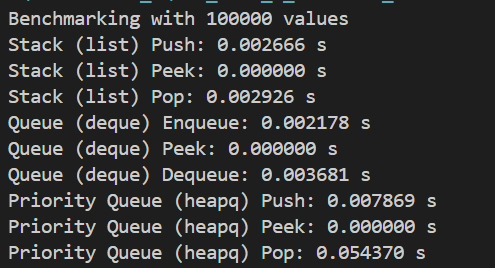 Benchmarking with 100000 values
Stack (list) Push: 0.002666 s
Stack (list) Peek: 0.000000 s
Stack (list) Pop: 0.002926 s
Queue (deque) Enqueue: 0.002178 s
Queue (deque) Peek: 0.000000 s
Queue (deque) Dequeue: 0.003681 s
Priority Queue (heapq) Push: 0.007869 s
Priority Queue (heapq) Peek: 0.000000 s
Priority Queue (heapq) Pop: 0.054370 s